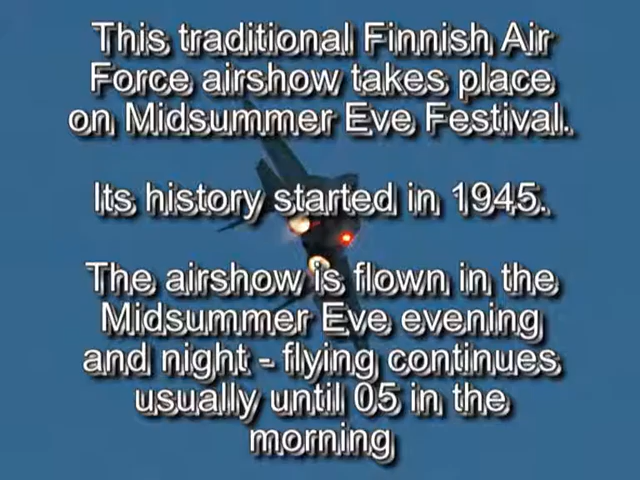 This traditional Finnish Air
Force airshow takes place
on Midsummer Eve Festival.
Its history started in 1945.
The airshow is flown in the
Midsummer Eve evening
and night - flying continues
usually until 05 in the
morning